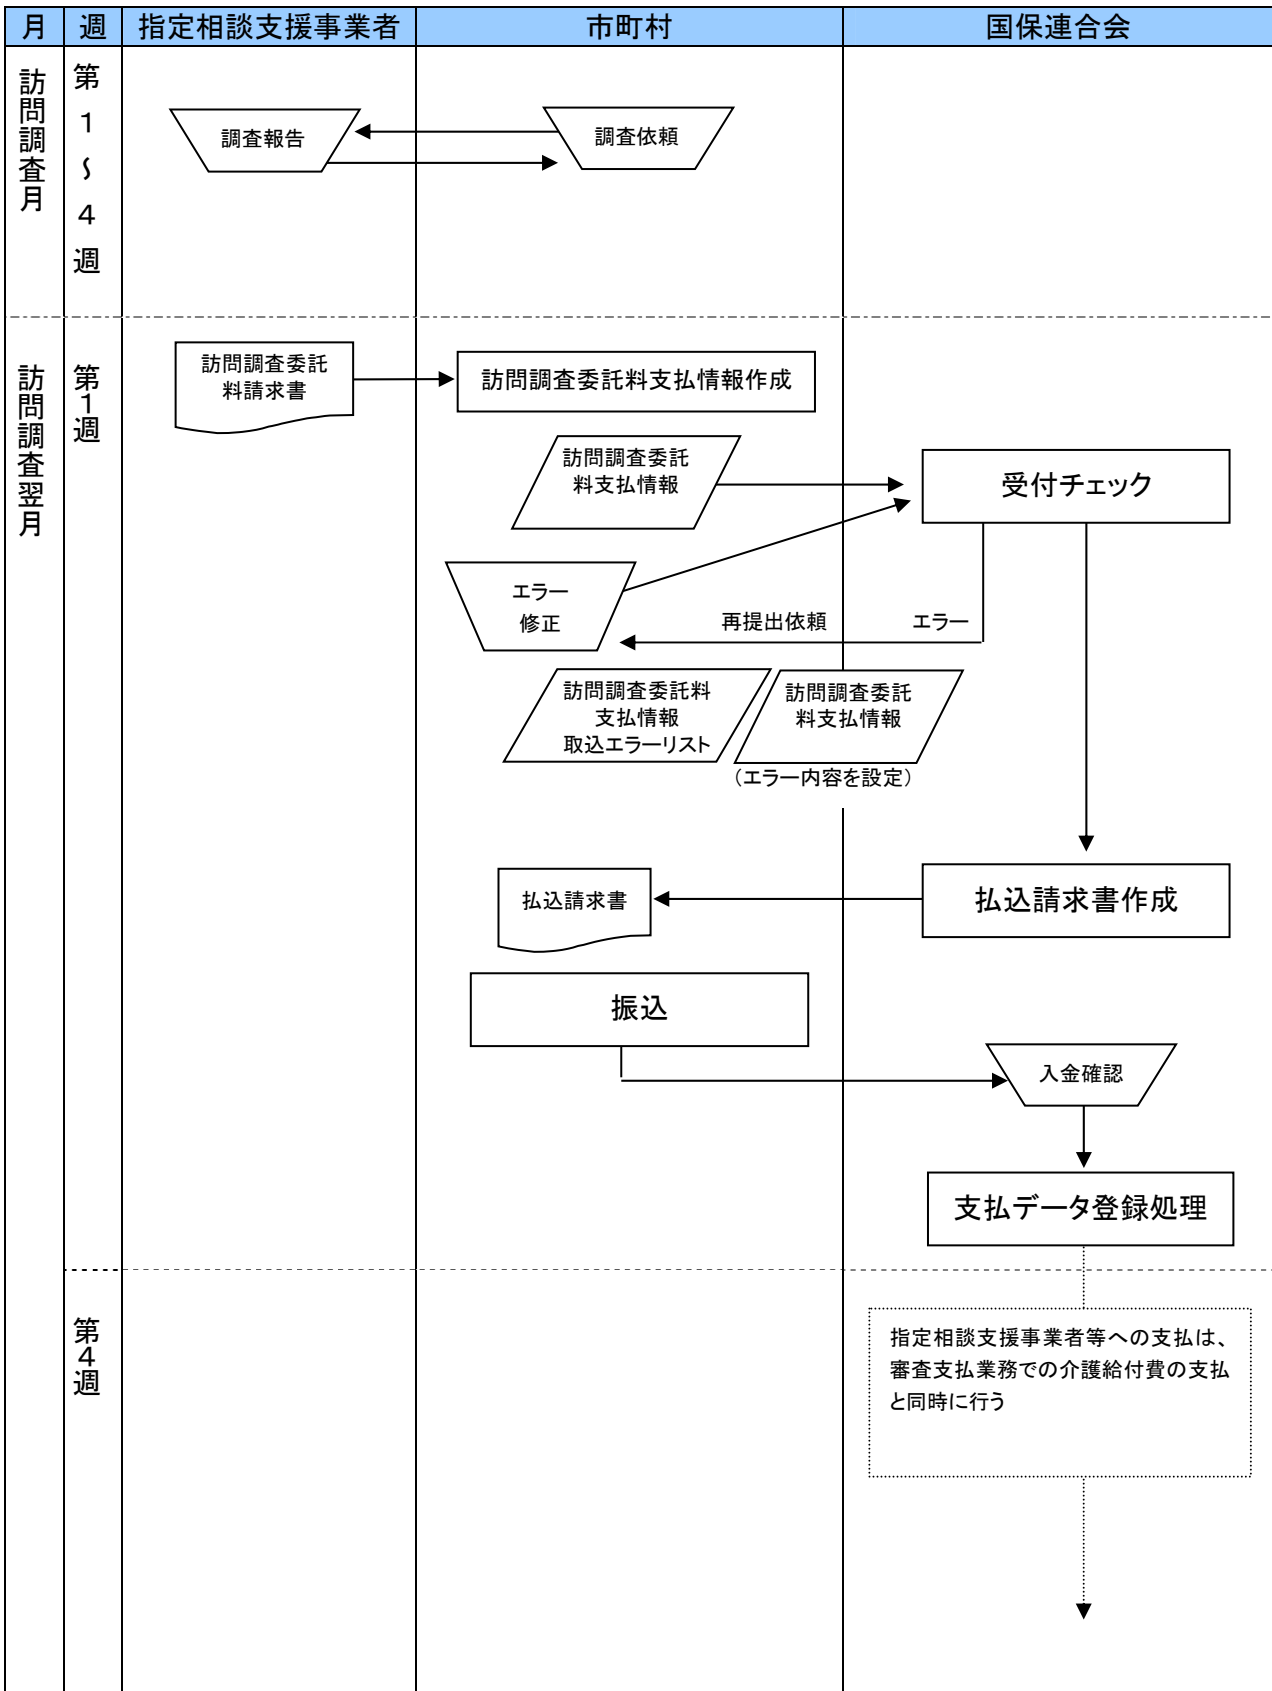 月 週 指定相談支援事業者 市町村 国保連合会
訪問調査月
第1～4週
調査報告
調査依頼
訪問調査翌月
第1週
訪問調査委託
料請求書
訪問調査委託料支払情報作成
訪問調査委託
料支払情報
受付チェック
エラー
修正
再提出依頼
エラー
訪問調査委託料
支払情報
取込エラーリスト
訪問調査委託
料支払情報
（エラー内容を設定）
払込請求書
払込請求書作成
振込
入金確認
支払データ登録処理
第4週
指定相談支援事業者等への支払は、
審査支払業務での介護給付費の支払
と同時に行う